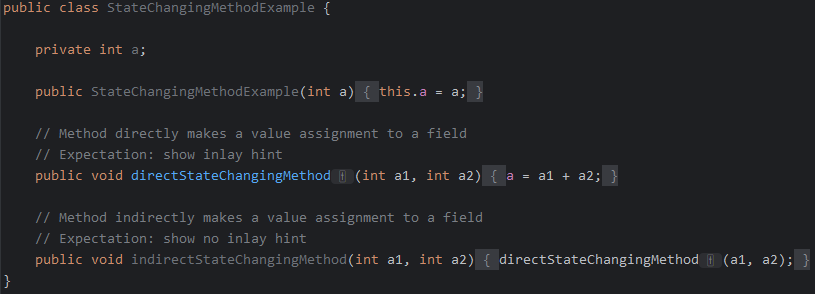 public class StateChangingMethodExample {
private int a;
public StateChangingMethodExample(int a) { this.a = a; }
// Method directly makes a value assignment to a field
// Expectation: show inlay hint
public void directStateChangingMethod ↑ (int a1, int a2) { a = a1 + a2; }
// Method indirectly makes a value assignment to a field
// Expectation: show no inlay hint
public void indirectStateChangingMethod(int a1, int a2) { directStateChangingMethod ↑ (a1, a2); }
}